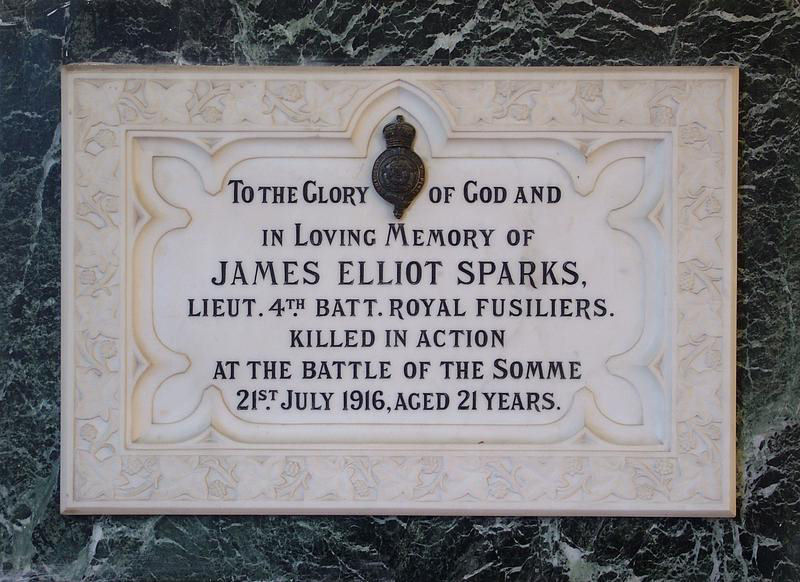 To the Glory of God and
in Loving Memory of
JAMES ELLIOT SPARKS,
LIEUT. 4TH. BATT. ROYAL FUSILIERS.
KILLED IN ACTION
AT THE BATTLE OF THE SOMME
21ST. JULY 1916, AGED 21 YEARS.